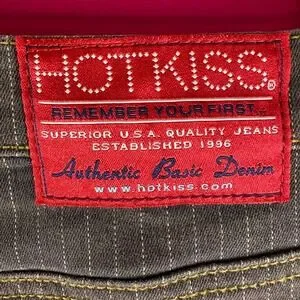 HOTKISS®
REMEMBER YOUR FIRST.
SUPERIOR U.S.A. QUALITY JEANS
ESTABLISHED 1996
Authentic Basic Denim
www.hotkiss.com